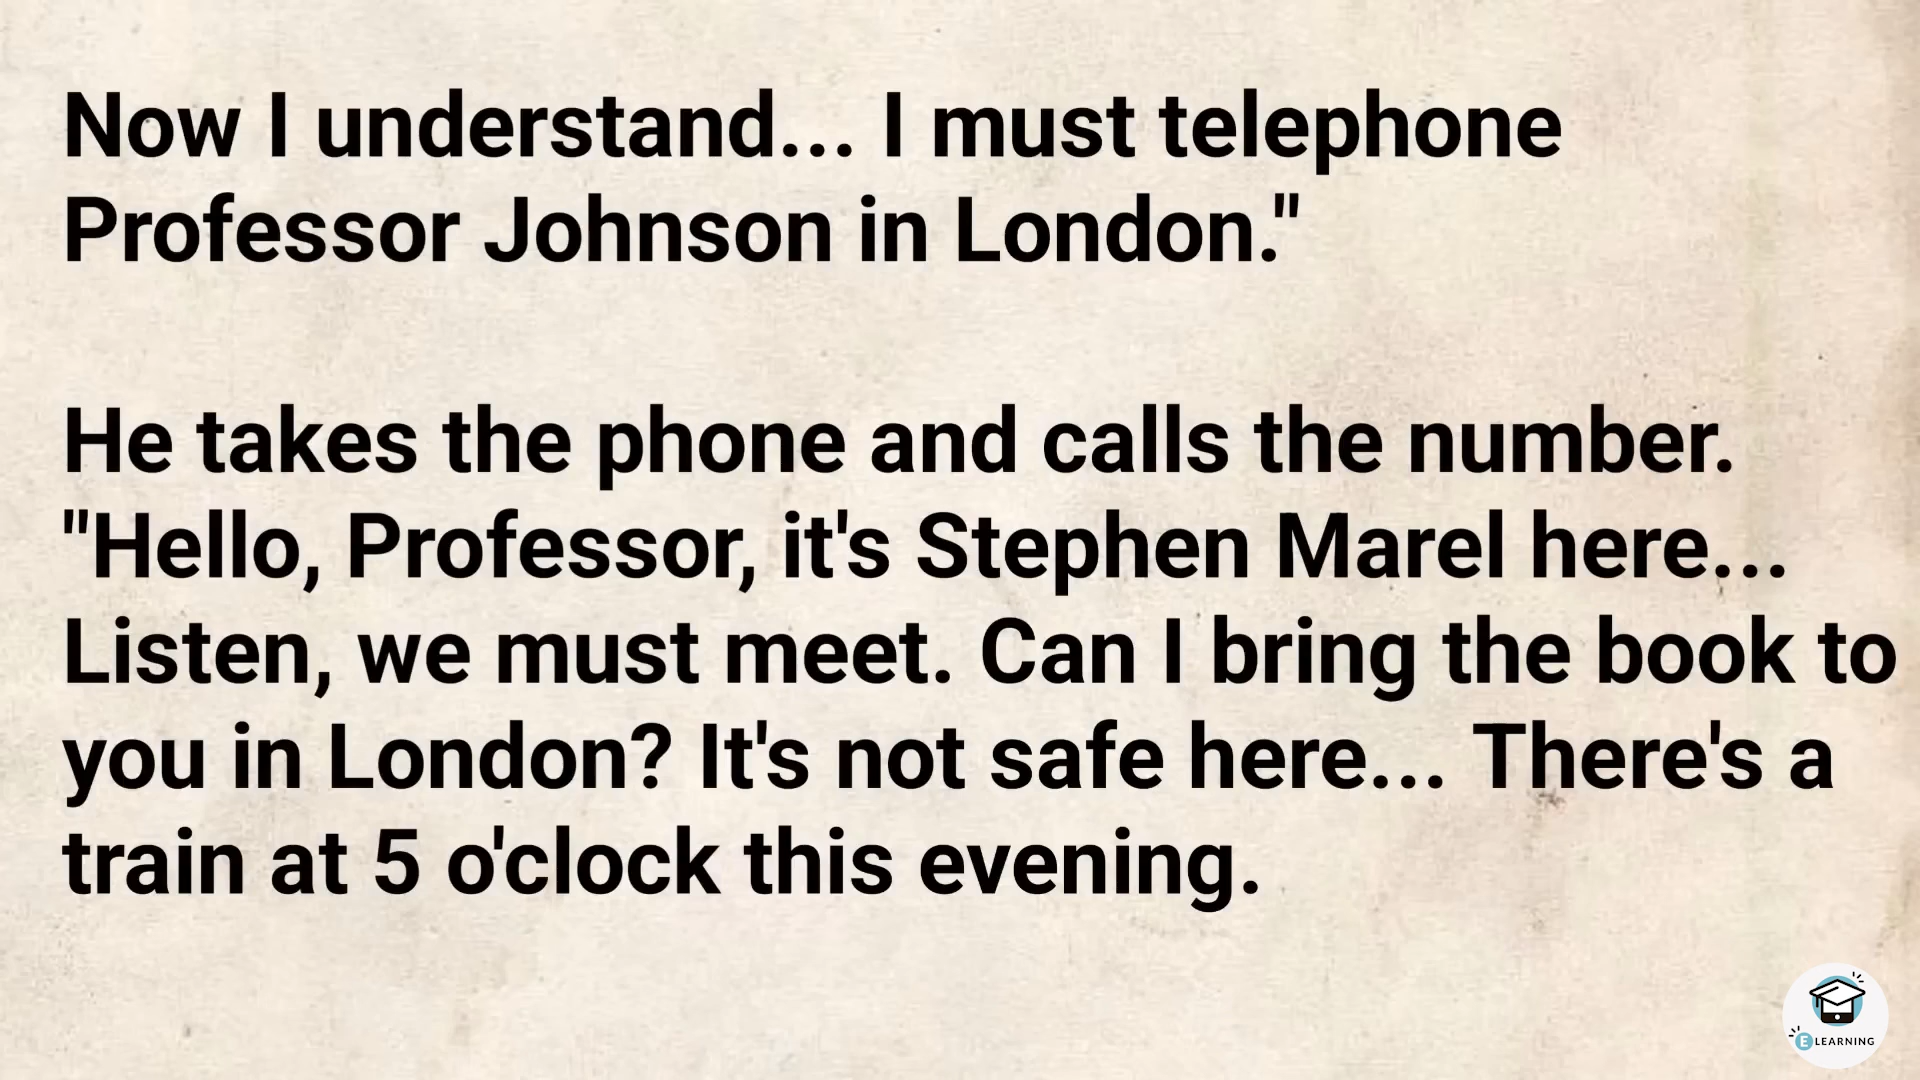 Now I understand... I must telephone
Professor Johnson in London."
He takes the phone and calls the number.
"Hello, Professor, it's Stephen Marel here...
Listen, we must meet. Can I bring the book to
you in London? It's not safe here... There's a
train at 5 o'clock this evening.
E LEARNING